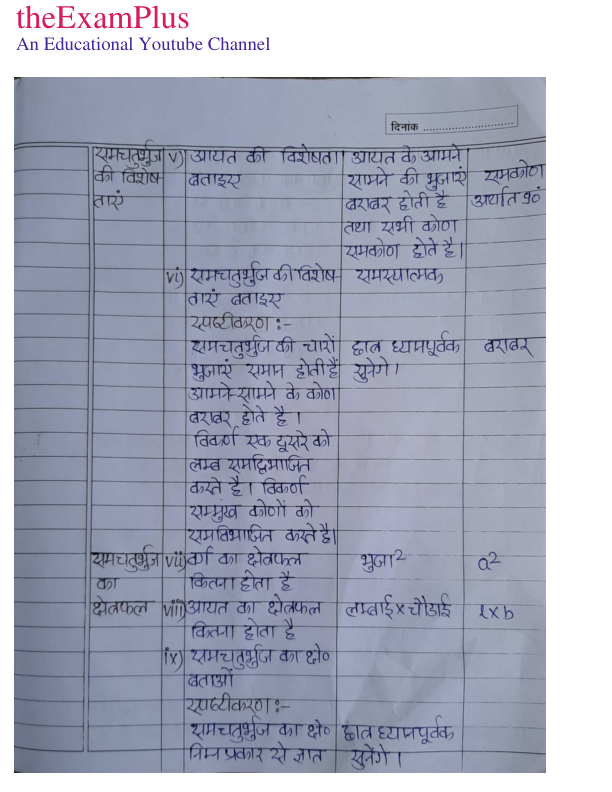 theExamPlus
An Educational Youtube Channel
दिनांक ............................
समचतुर्भुज v) आयत की विशेषता आयत के आमने
की विशेष बताइए सामने की भुजाएं समकोण
ताएं बराबर होती है अर्थात 90
तथा सभी कोण
समकोण होते है।
vi) समचतुर्भुज की विशेष समस्यात्मक
ताएं बताइए
स्पष्टीकरण :-
समचतुर्भुज की चारों छात्र ध्यानपूर्वक बराबर
भुजाएं समान होती हैं सुनेगे।
आमने-सामने के कोण
बराबर होते है।
विकर्ण एक दूसरे को
लम्ब समद्विभाजित
करते है। विकर्ण
सम्मुख कोणों को
समविभाजित करते है।
समचतुर्भुज vii) वर्ग का क्षेत्रफल भुजा² a²
का कितना होता है
क्षेत्रफल viii) आयत का क्षेत्रफल लम्बाई×चौडाई l×b
कितना होता है
ix) समचतुर्भुज का क्षे०
बताओं
स्पष्टीकरण :-
समचतुर्भुज का क्षे० छात्र ध्यानपूर्वक
निम्न प्रकार से ज्ञात सुनेंगे।